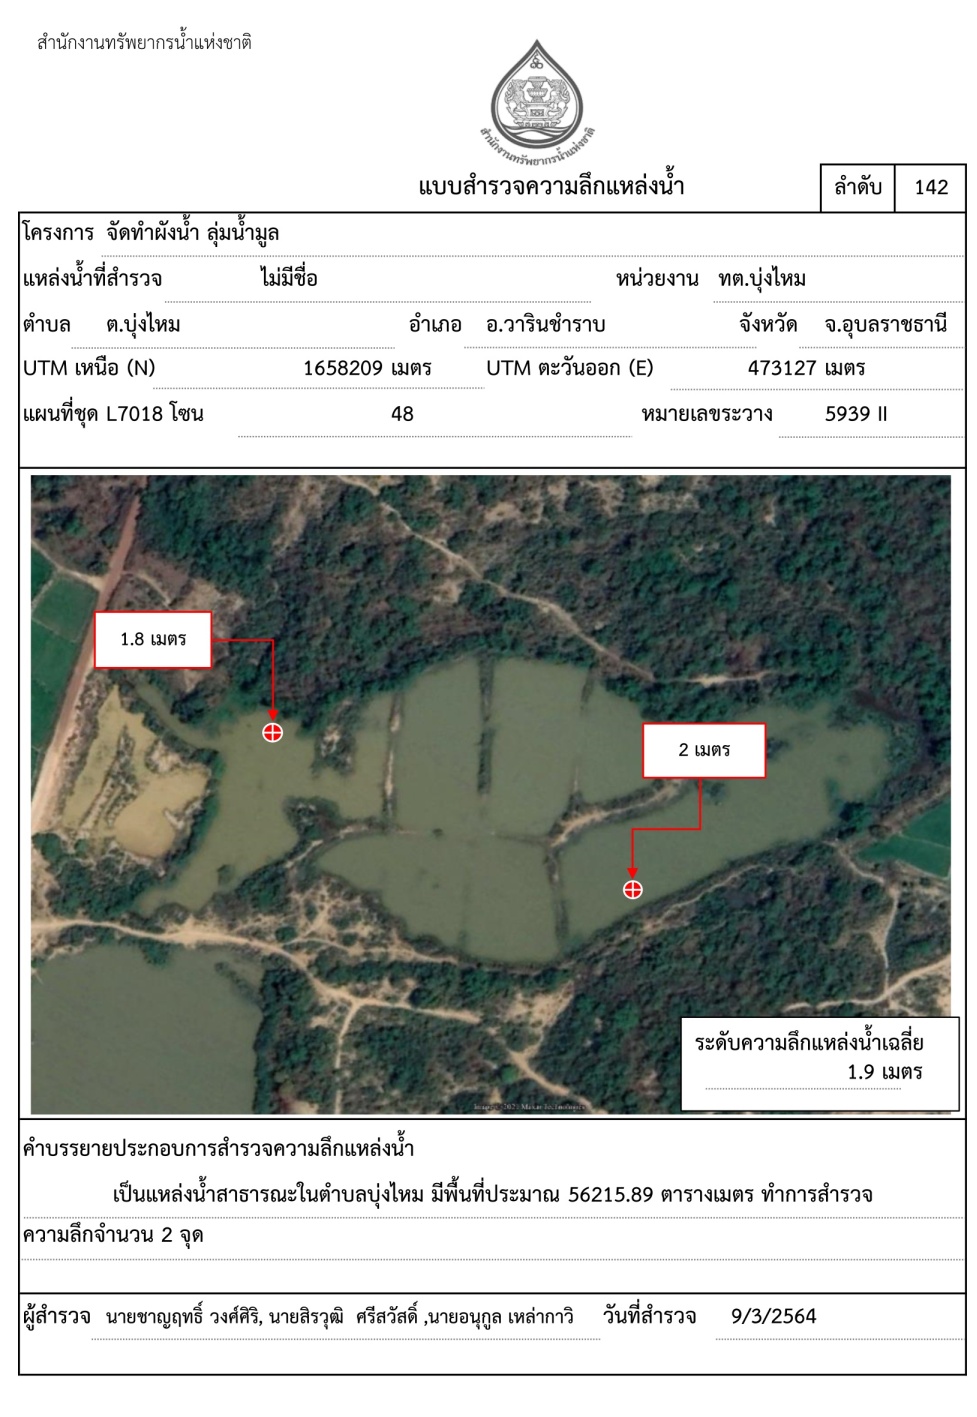 สำนักงานทรัพยากรน้ำแห่งชาติ
สำนักงานทรัพยากรน้ำแห่งชาติ
แบบสำรวจความลึกแหล่งน้ำ
ลำดับ 142
โครงการ จัดทำผังน้ำ ลุ่มน้ำมูล
แหล่งน้ำที่สำรวจ ไม่มีชื่อ หน่วยงาน ทต.บุ่งไหม
ตำบล ต.บุ่งไหม อำเภอ อ.วารินชำราบ จังหวัด จ.อุบลราชธานี
UTM เหนือ (N) 1658209 เมตร UTM ตะวันออก (E) 473127 เมตร
แผนที่ชุด L7018 โซน 48 หมายเลขระวาง 5939 II
1.8 เมตร
2 เมตร
ระดับความลึกแหล่งน้ำเฉลี่ย
1.9 เมตร
Image © 2021 Maxar Technologies
คำบรรยายประกอบการสำรวจความลึกแหล่งน้ำ
เป็นแหล่งน้ำสาธารณะในตำบลบุ่งไหม มีพื้นที่ประมาณ 56215.89 ตารางเมตร ทำการสำรวจ
ความลึกจำนวน 2 จุด
ผู้สำรวจ นายชาญฤทธิ์ วงศ์ศิริ, นายสิรวุฒิ ศรีสวัสดิ์ ,นายอนุกูล เหล่ากาวิ วันที่สำรวจ 9/3/2564